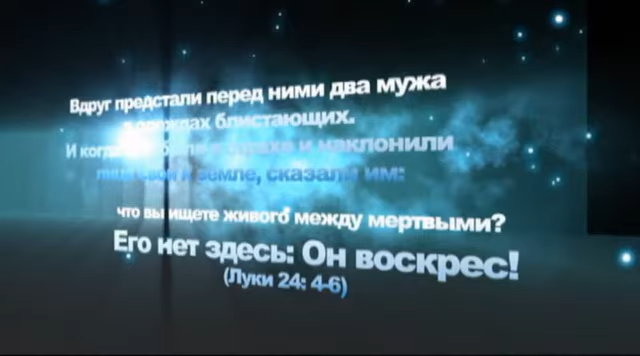 Вдруг предстали перед ними два мужа
блистающих.
И и наклонили
земле, сказали им:
что вы ищете живого между мертвыми?
Его нет здесь: Он воскрес!
(Луки 24: 4-6)